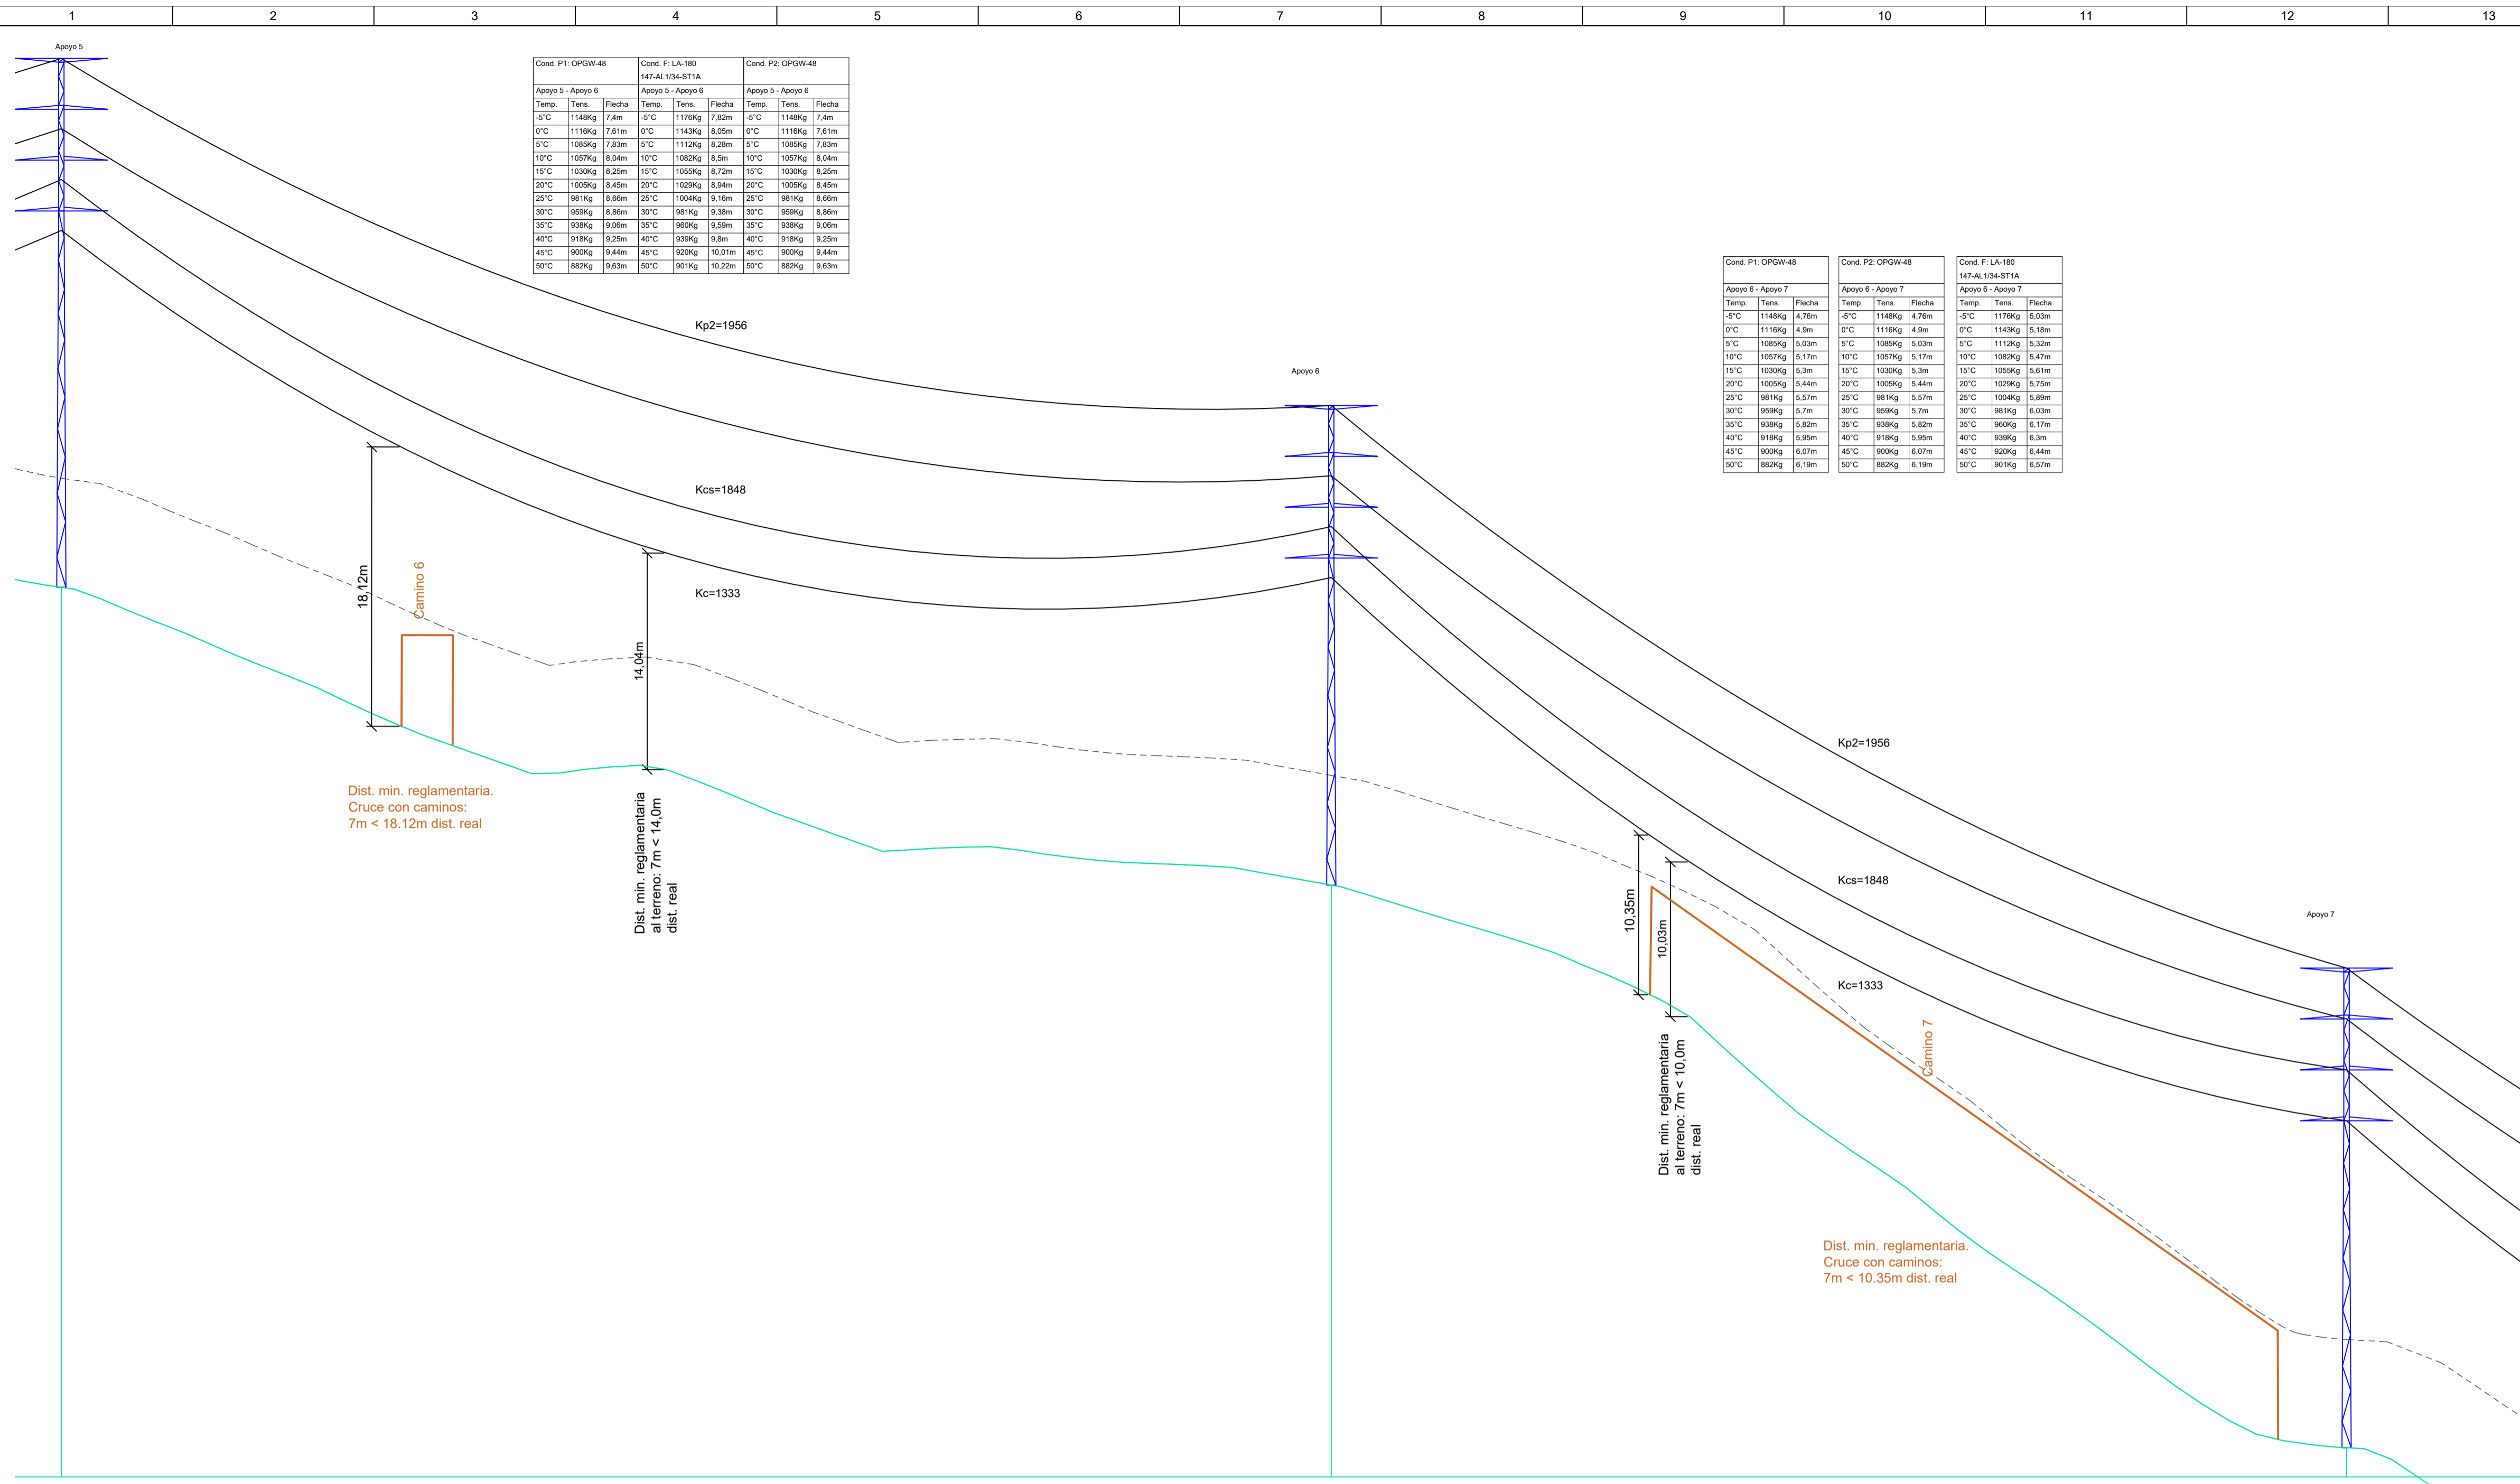 1 2 3 4 5 6 7 8 9 10 11 12 13
Apoyo 5
Cond. P1: OPGW-48 Cond. F: LA-180 Cond. P2: OPGW-48
147-AL1/34-ST1A
Apoyo 5 - Apoyo 6 Apoyo 5 - Apoyo 6 Apoyo 5 - Apoyo 6
Temp. Tens. Flecha Temp. Tens. Flecha Temp. Tens. Flecha
-5°C 1148Kg 7,4m -5°C 1176Kg 7,82m -5°C 1148Kg 7,4m
0°C 1116Kg 7,61m 0°C 1143Kg 8,05m 0°C 1116Kg 7,61m
5°C 1085Kg 7,83m 5°C 1112Kg 8,28m 5°C 1085Kg 7,83m
10°C 1057Kg 8,04m 10°C 1082Kg 8,5m 10°C 1057Kg 8,04m
15°C 1030Kg 8,25m 15°C 1055Kg 8,72m 15°C 1030Kg 8,25m
20°C 1005Kg 8,45m 20°C 1029Kg 8,94m 20°C 1005Kg 8,45m
25°C 981Kg 8,66m 25°C 1004Kg 9,16m 25°C 981Kg 8,66m
30°C 959Kg 8,86m 30°C 981Kg 9,38m 30°C 959Kg 8,86m
35°C 938Kg 9,06m 35°C 960Kg 9,59m 35°C 938Kg 9,06m
40°C 918Kg 9,25m 40°C 939Kg 9,8m 40°C 918Kg 9,25m
45°C 900Kg 9,44m 45°C 920Kg 10,01m 45°C 900Kg 9,44m
50°C 882Kg 9,63m 50°C 901Kg 10,22m 50°C 882Kg 9,63m
Kp2=1956
Kcs=1848
Kc=1333
18,12m
Camino 6
14,04m
Dist. min. reglamentaria.
Cruce con caminos:
7m < 18.12m dist. real
Dist. min. reglamentaria
al terreno: 7m < 14,0m
dist. real
Apoyo 6
Cond. P1: OPGW-48 Cond. P2: OPGW-48 Cond. F: LA-180
147-AL1/34-ST1A
Apoyo 6 - Apoyo 7 Apoyo 6 - Apoyo 7 Apoyo 6 - Apoyo 7
Temp. Tens. Flecha Temp. Tens. Flecha Temp. Tens. Flecha
-5°C 1148Kg 4,76m -5°C 1148Kg 4,76m -5°C 1176Kg 5,03m
0°C 1116Kg 4,9m 0°C 1116Kg 4,9m 0°C 1143Kg 5,18m
5°C 1085Kg 5,03m 5°C 1085Kg 5,03m 5°C 1112Kg 5,32m
10°C 1057Kg 5,17m 10°C 1057Kg 5,17m 10°C 1082Kg 5,47m
15°C 1030Kg 5,3m 15°C 1030Kg 5,3m 15°C 1055Kg 5,61m
20°C 1005Kg 5,44m 20°C 1005Kg 5,44m 20°C 1029Kg 5,75m
25°C 981Kg 5,57m 25°C 981Kg 5,57m 25°C 1004Kg 5,89m
30°C 959Kg 5,7m 30°C 959Kg 5,7m 30°C 981Kg 6,03m
35°C 938Kg 5,82m 35°C 938Kg 5,82m 35°C 960Kg 6,17m
40°C 918Kg 5,95m 40°C 918Kg 5,95m 40°C 939Kg 6,3m
45°C 900Kg 6,07m 45°C 900Kg 6,07m 45°C 920Kg 6,44m
50°C 882Kg 6,19m 50°C 882Kg 6,19m 50°C 901Kg 6,57m
Kp2=1956
Kcs=1848
Kc=1333
10,35m
10,03m
Camino 7
Dist. min. reglamentaria
al terreno: 7m < 10,0m
dist. real
Dist. min. reglamentaria.
Cruce con caminos:
7m < 10.35m dist. real
Apoyo 7